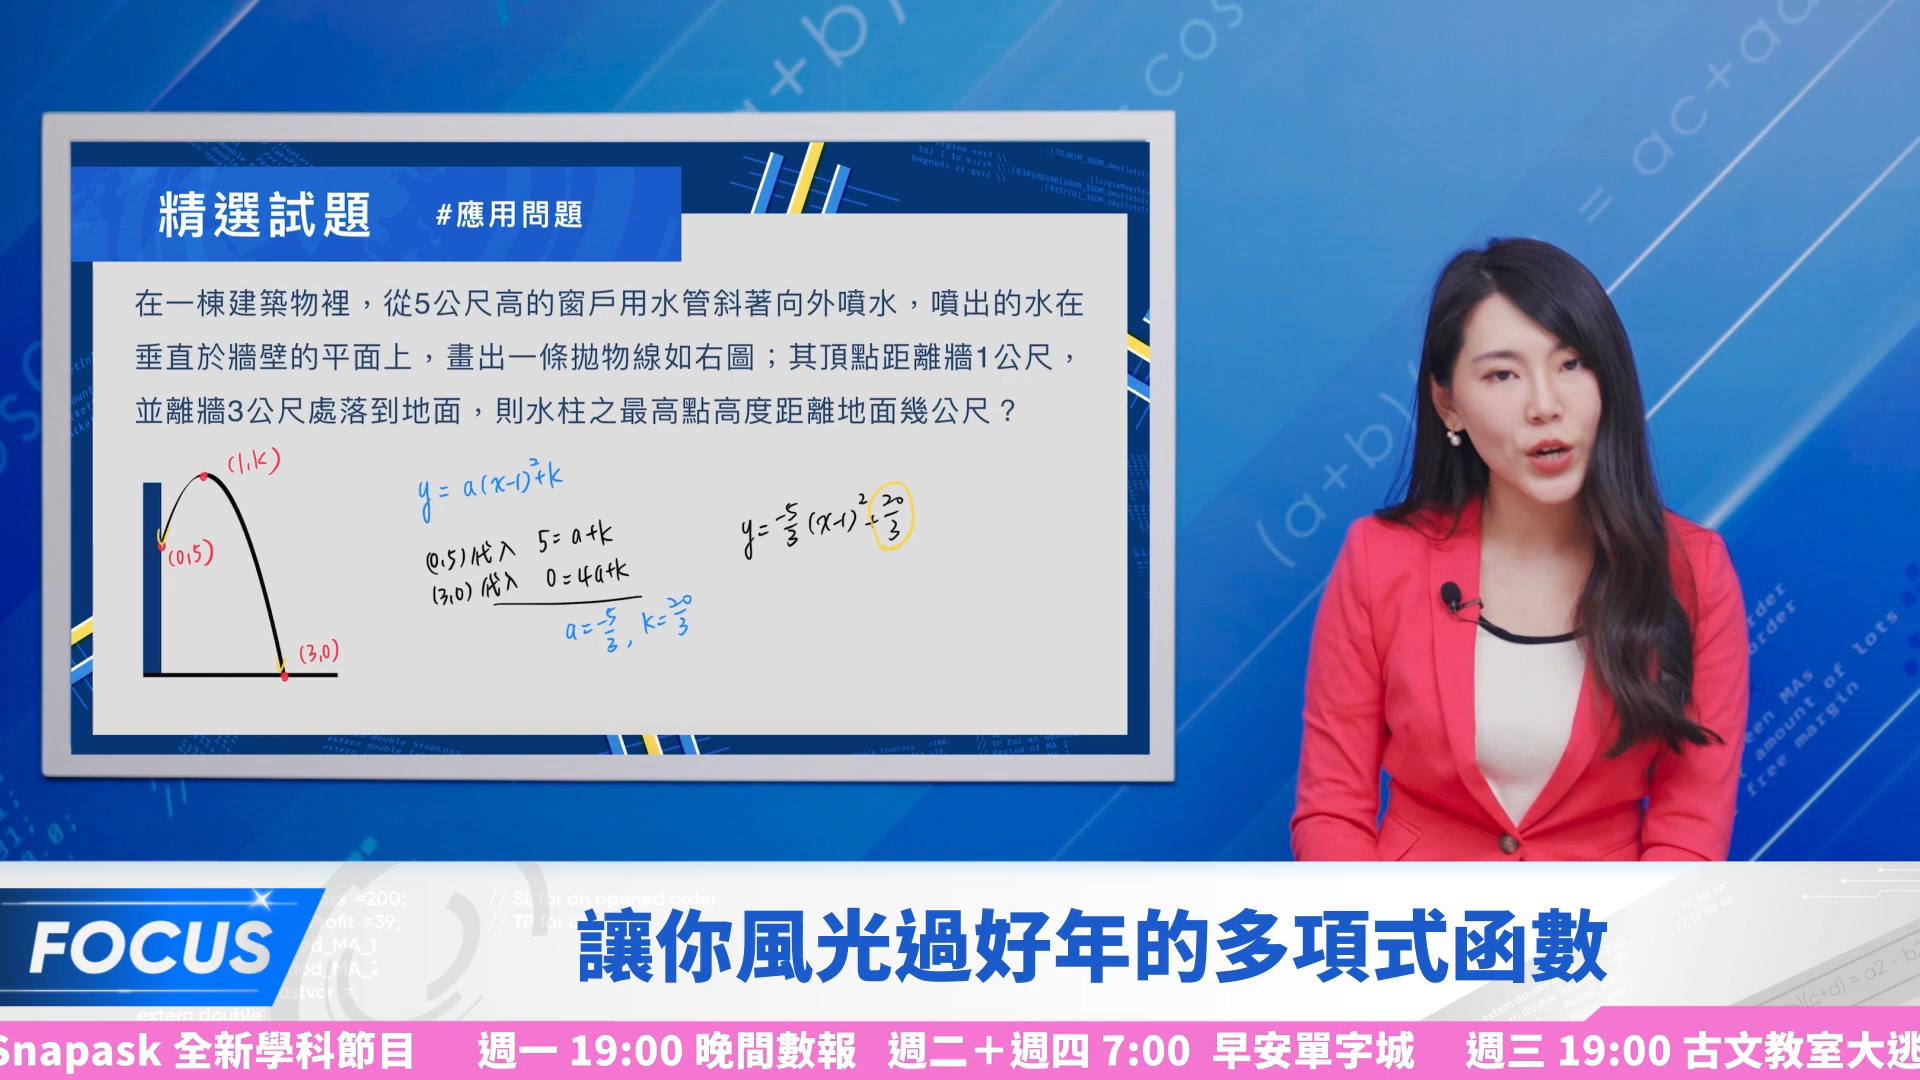 精選試題 #應用問題
在一棟建築物裡，從5公尺高的窗戶用水管斜著向外噴水，噴出的水在
垂直於牆壁的平面上，畫出一條拋物線如右圖；其頂點距離牆1公尺，
並離牆3公尺處落到地面，則水柱之最高點高度距離地面幾公尺？
(1,k)
(0,5)
(3,0)
y = a(x-1)²+k
(0,5)代入 5=a+k
(3,0)代入 0=4a+k
a=-5/3, k=20/3
y=-5/3(x-1)²+20/3
FOCUS
讓你風光過好年的多項式函數
Snapask 全新學科節目 週一 19:00 晚間數報 週二＋週四 7:00 早安單字城 週三 19:00 古文教室大逃